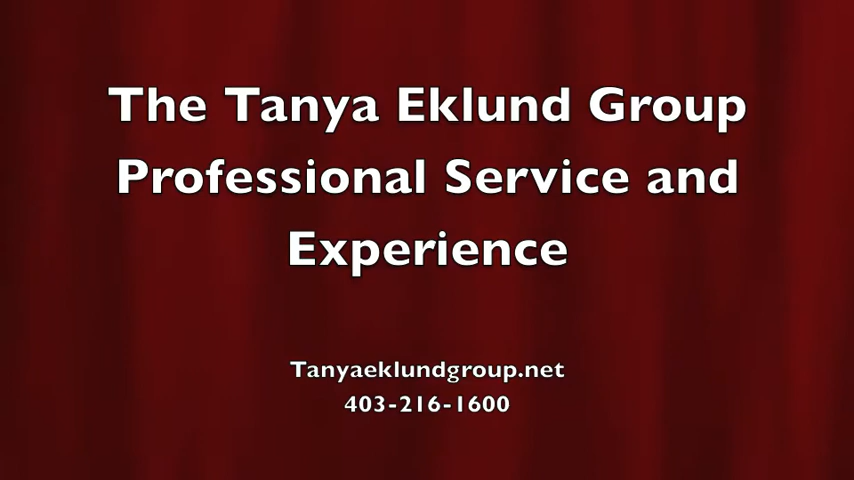 The Tanya Eklund Group
Professional Service and
Experience
Tanyaeklundgroup.net
403-216-1600